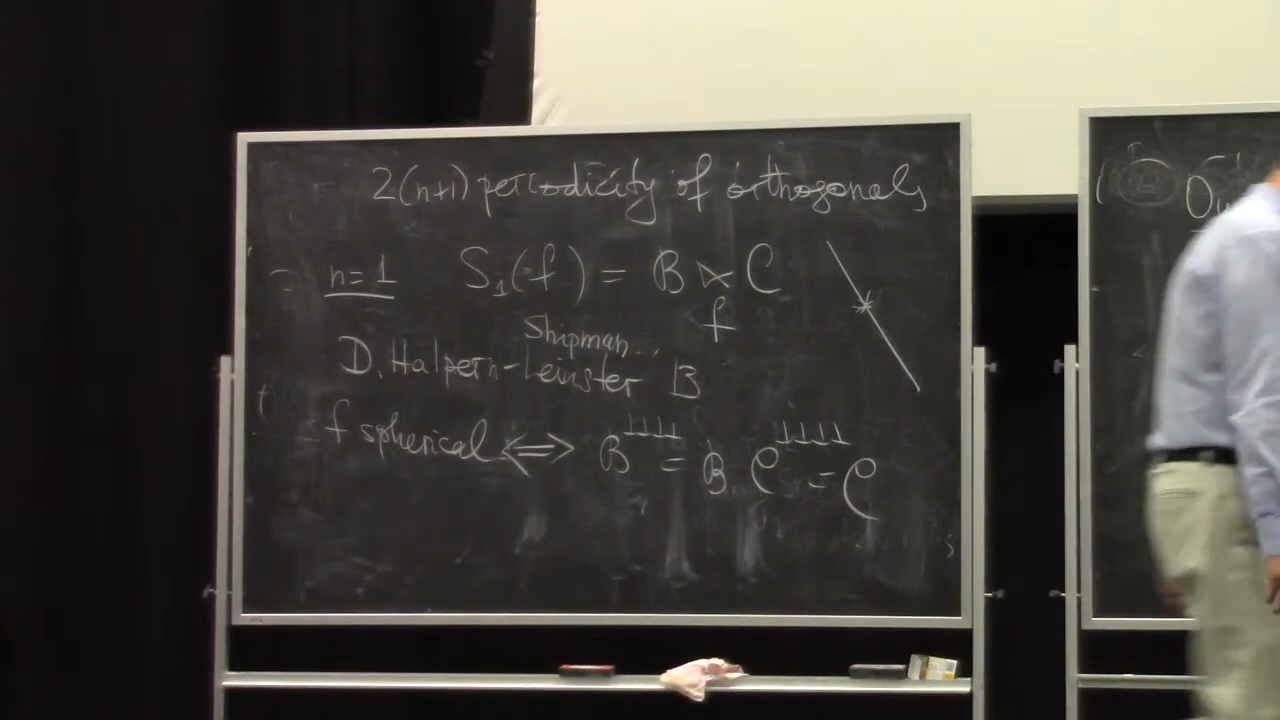 2(n+1) periodicity of orthogonals
n=1 S₁(f) = B ⋉ C
f
Shipman..
D. Halpern-Leinster B
f spherical ⟺ B^⊥⊥⊥⊥ = B, C^⊥⊥⊥⊥ = C